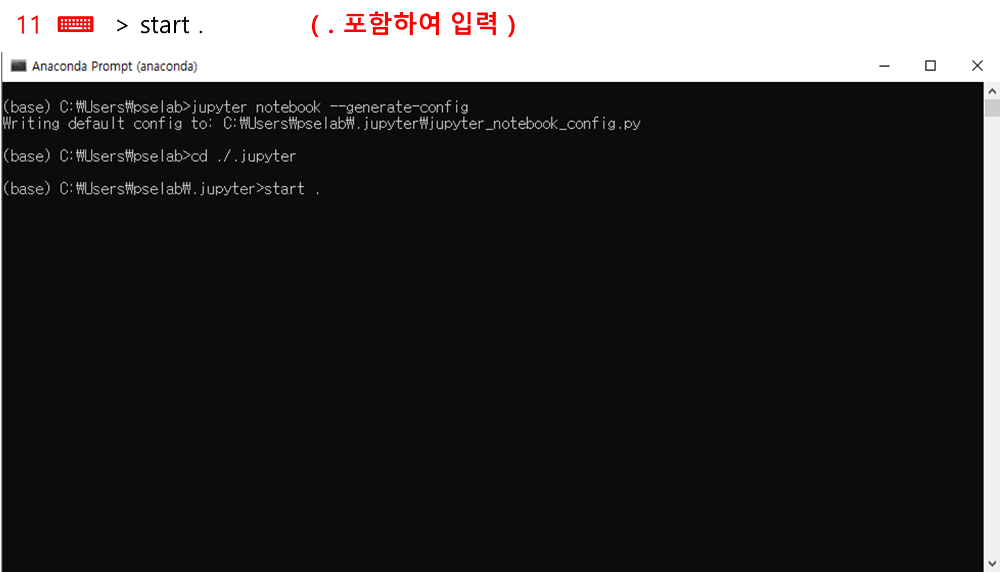 11 > start . ( . 포함하여 입력 )
Anaconda Prompt (anaconda)
(base) C:₩Users₩pselab>jupyter notebook --generate-config
Writing default config to: C:₩Users₩pselab₩.jupyter₩jupyter_notebook_config.py
(base) C:₩Users₩pselab>cd ./.jupyter
(base) C:₩Users₩pselab₩.jupyter>start .